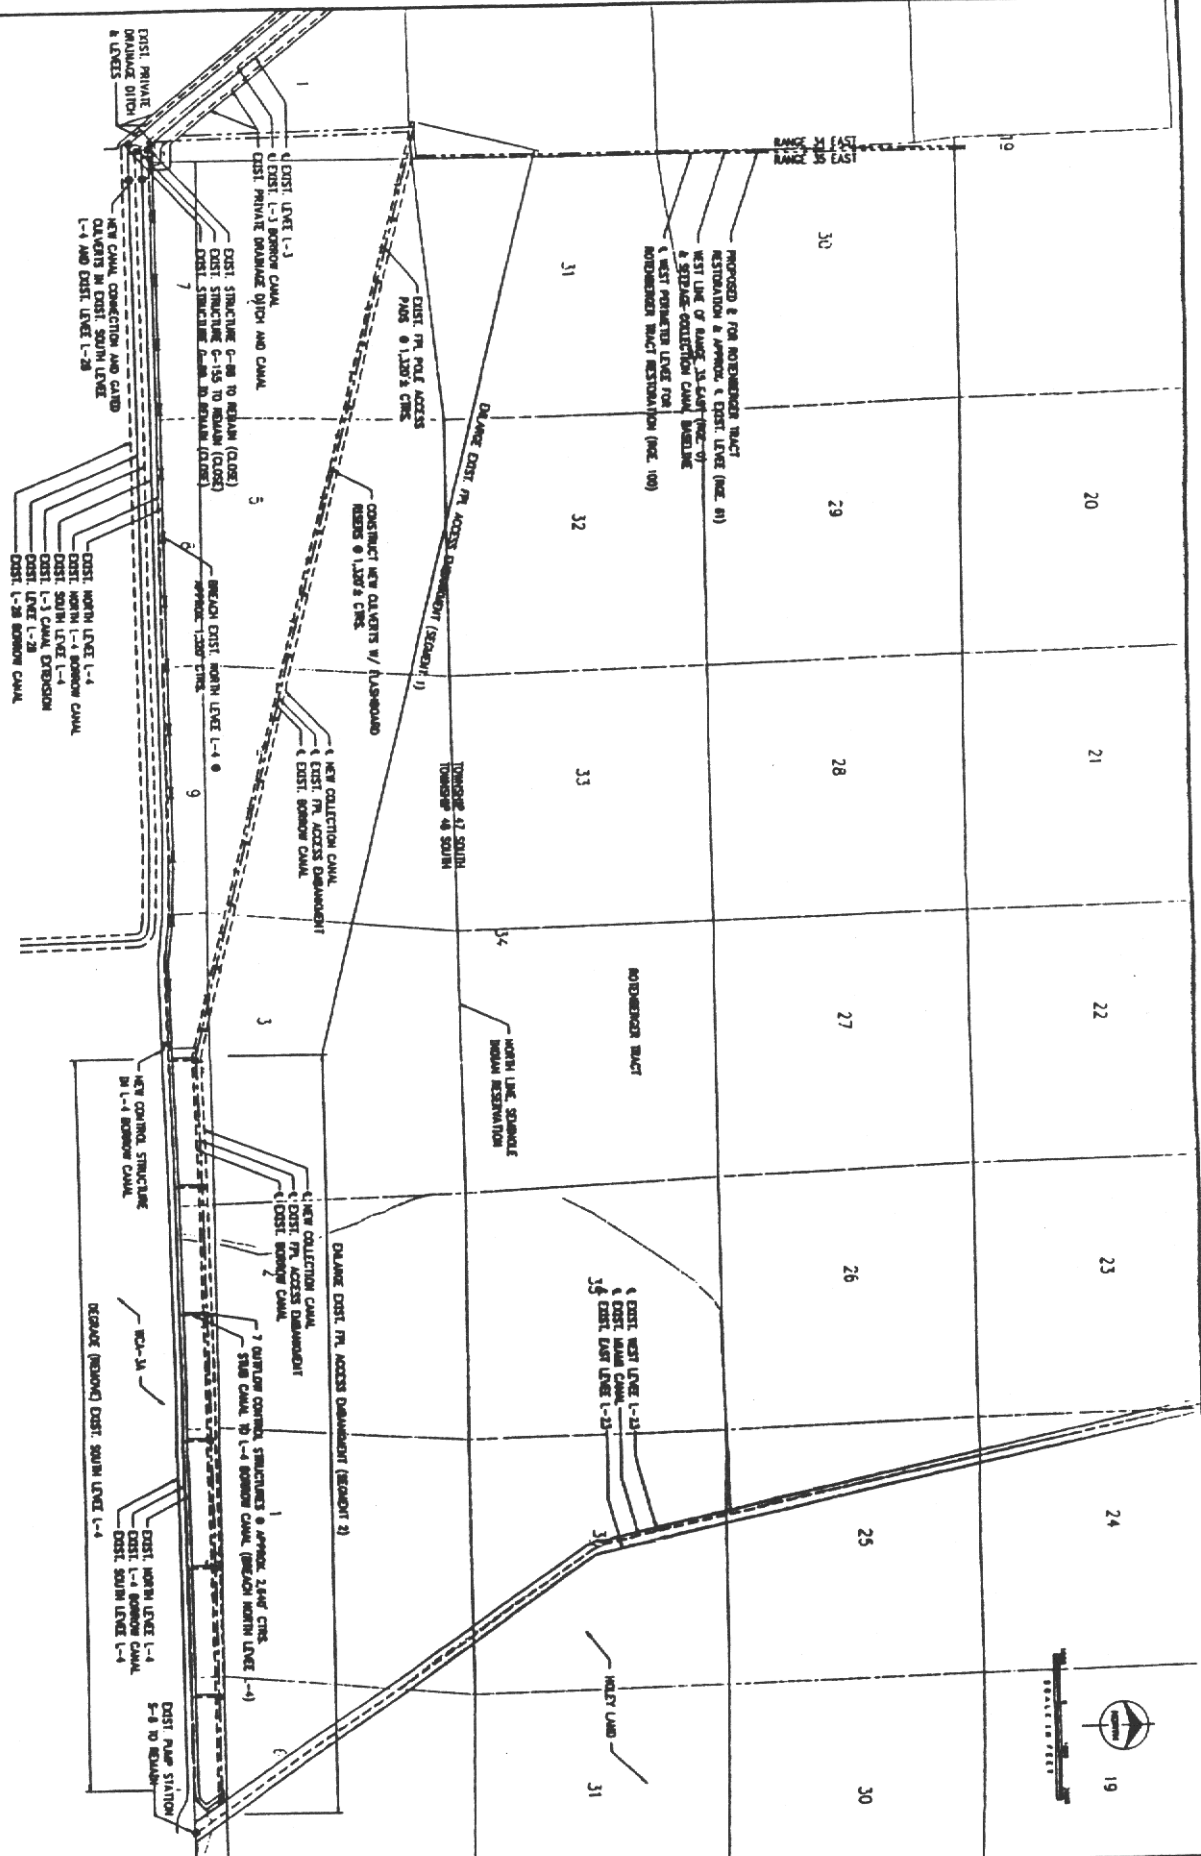 NORTH
SCALE IN FEET
19
20
21
22
23
24
19
RANGE 34 EAST
RANGE 35 EAST
30
29
28
27
26
25
30
PROPOSED ℄ FOR ROTENBERGER TRACT
RESTORATION & APPROX. ℄ EXIST. LEVEE (RGE. 81)
WEST LINE OF RANGE 35 EAST (RGE. 0)
& SEEPAGE COLLECTION CANAL BASELINE
℄ WEST PERIMETER LEVEE FOR
ROTENBERGER TRACT RESTORATION (RGE. 100)
ROTENBERGER TRACT
℄ EXIST. WEST LEVEE L-23
℄ EXIST. MIAMI CANAL
℄ EXIST. EAST LEVEE L-23
HOLEY LAND
31
32
33
34
35
31
NORTH LINE, SEMINOLE
INDIAN RESERVATION
TOWNSHIP 47 SOUTH
TOWNSHIP 48 SOUTH
ENLARGE EXIST. FPL ACCESS EMBANKMENT (SEGMENT 1)
EXIST. FPL POLE ACCESS
PADS @ 1,320'± CTRS.
CONSTRUCT NEW CULVERTS W/ FLASHBOARD
RISERS @ 1,320'± CTRS.
℄ NEW COLLECTION CANAL
℄ EXIST. FPL ACCESS EMBANKMENT
℄ EXIST. BORROW CANAL
ENLARGE EXIST. FPL ACCESS EMBANKMENT (SEGMENT 2)
℄ NEW COLLECTION CANAL
℄ EXIST. FPL ACCESS EMBANKMENT
℄ EXIST. BORROW CANAL
7 OUTFLOW CONTROL STRUCTURES @ APPROX. 2,640' CTRS.
STUB CANAL TO L-4 BORROW CANAL (BREACH NORTH LEVEE L-4)
1
5
3
2
1
6
℄ EXIST. LEVEE L-3
℄ EXIST. L-3 BORROW CANAL
EXIST. PRIVATE DRAINAGE DITCH AND CANAL
EXIST. STRUCTURE G-88 TO REMAIN (CLOSE)
EXIST. STRUCTURE G-155 TO REMAIN (CLOSE)
EXIST. STRUCTURE G-89 TO REMAIN (CLOSE)
7
9
EXIST. PRIVATE
DRAINAGE DITCH
& LEVEES
BREACH EXIST. NORTH LEVEE L-4 @
APPROX. 1,320' CTRS.
NEW CANAL CONNECTION AND GATED
CULVERTS IN EXIST. SOUTH LEVEE
L-4 AND EXIST. LEVEE L-28
EXIST. NORTH LEVEE L-4
EXIST. NORTH L-4 BORROW CANAL
EXIST. SOUTH LEVEE L-4
EXIST. L-3 CANAL EXTENSION
EXIST. LEVEE L-28
EXIST. L-28 BORROW CANAL
NEW CONTROL STRUCTURE
IN L-4 BORROW CANAL
WCA-3A
EXIST. NORTH LEVEE L-4
EXIST. L-4 BORROW CANAL
EXIST. SOUTH LEVEE L-4
EXIST. PUMP STATION
S-8 TO REMAIN
DEGRADE (REMOVE) EXIST. SOUTH LEVEE L-4